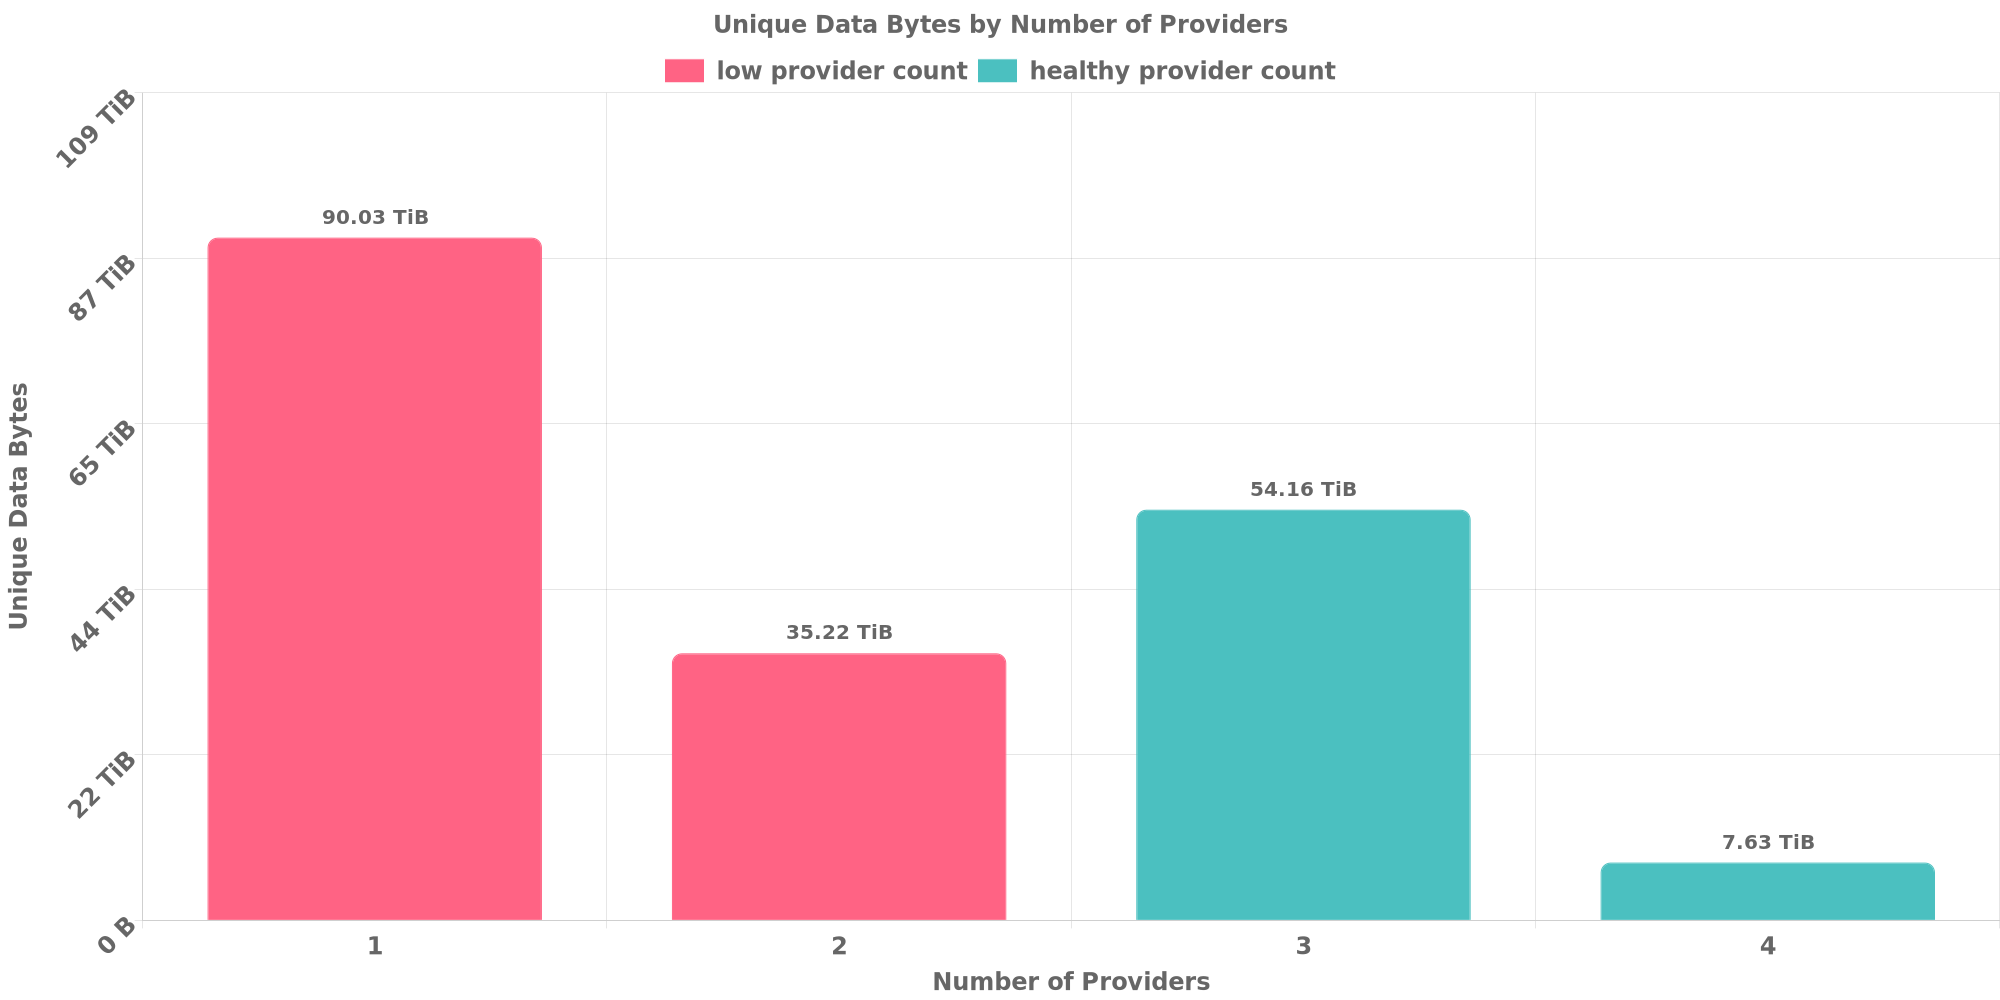 Unique Data Bytes by Number of Providers
low provider count healthy provider count
109 TiB
87 TiB
65 TiB
44 TiB
22 TiB
0 B
Unique Data Bytes
90.03 TiB
35.22 TiB
54.16 TiB
7.63 TiB
1 2 3 4
Number of Providers